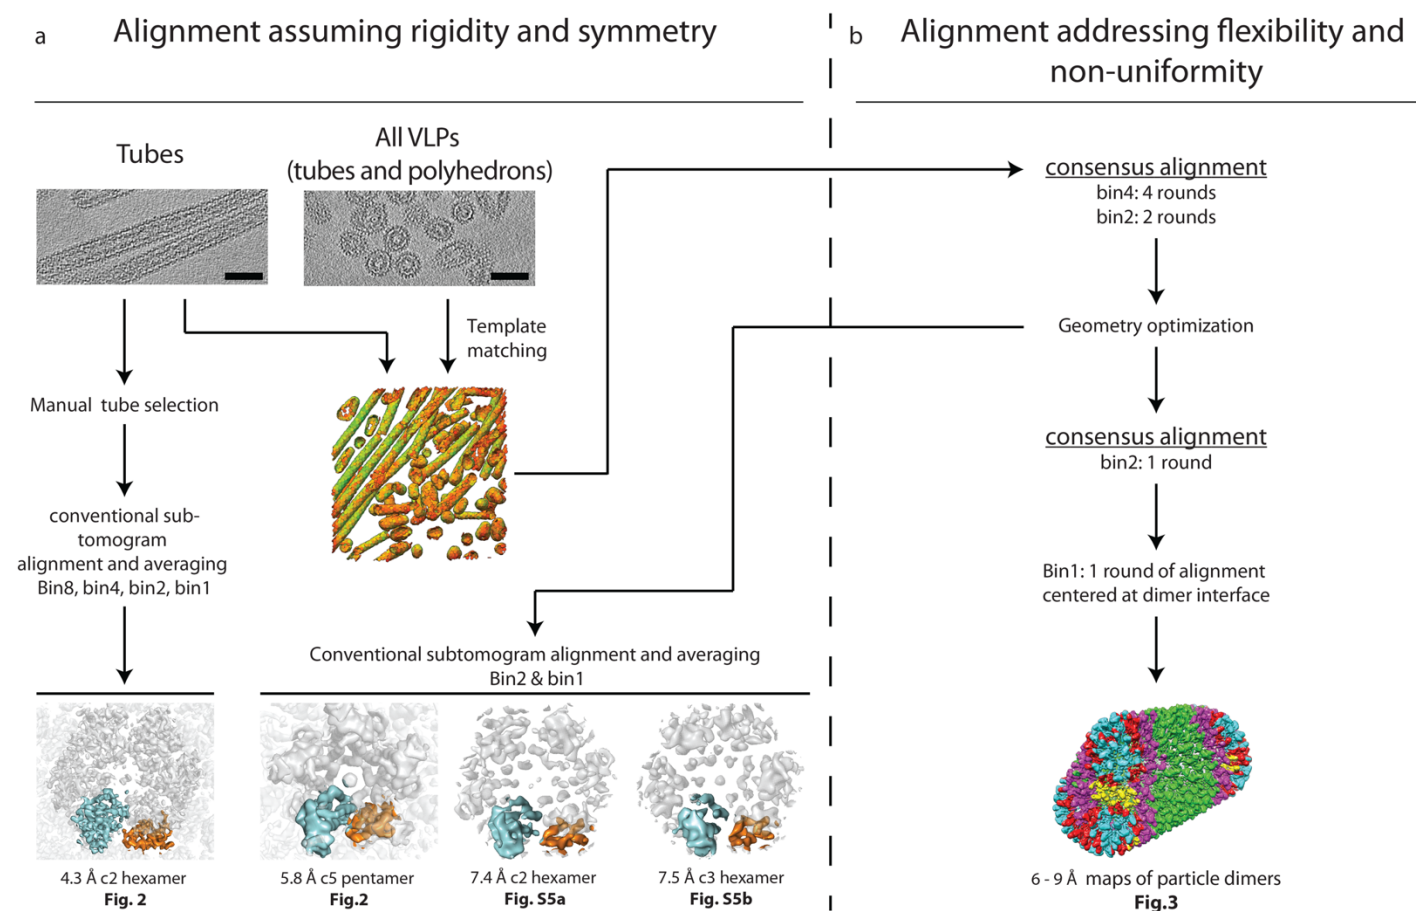 a
Alignment assuming rigidity and symmetry
b
Alignment addressing flexibility and
non-uniformity
Tubes
All VLPs
(tubes and polyhedrons)
Template
matching
Manual tube selection
conventional sub-
tomogram
alignment and averaging
Bin8, bin4, bin2, bin1
Conventional subtomogram alignment and averaging
Bin2 & bin1
4.3 Å c2 hexamer
Fig. 2
5.8 Å c5 pentamer
Fig.2
7.4 Å c2 hexamer
Fig. S5a
7.5 Å c3 hexamer
Fig. S5b
consensus alignment
bin4: 4 rounds
bin2: 2 rounds
Geometry optimization
consensus alignment
bin2: 1 round
Bin1: 1 round of alignment
centered at dimer interface
6 - 9 Å maps of particle dimers
Fig.3